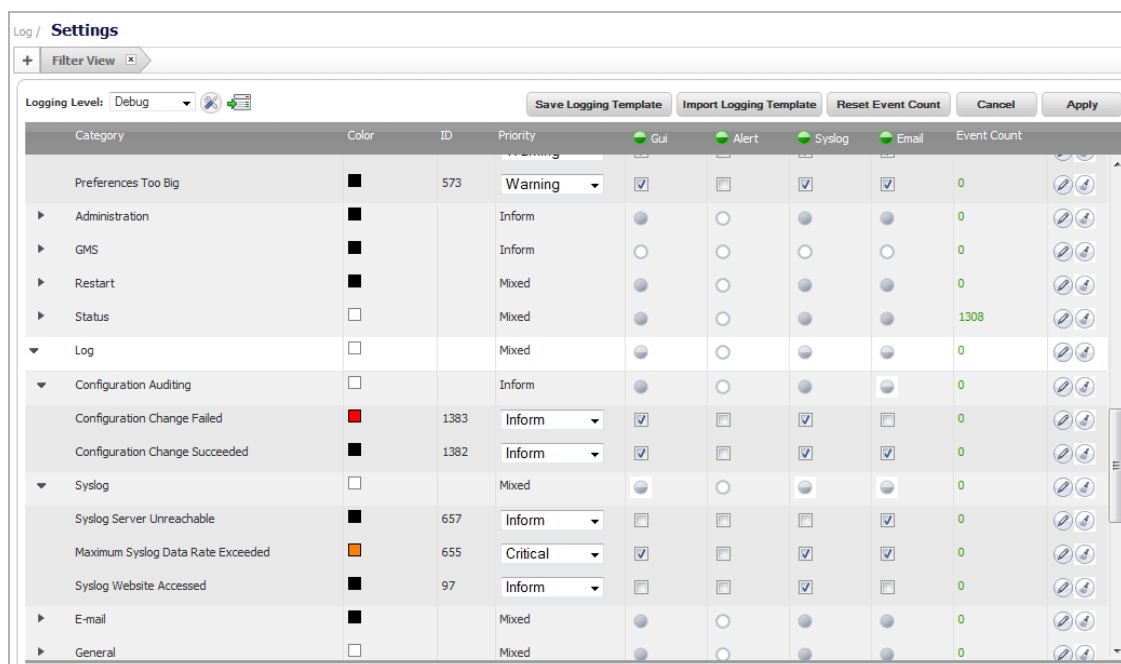 Log / Settings
+ Filter View x
Logging Level: Debug Save Logging Template Import Logging Template Reset Event Count Cancel Apply
Category Color ID Priority Gui Alert Syslog Email Event Count
Preferences Too Big 573 Warning 0
Administration Inform 0
GMS Inform 0
Restart Mixed 0
Status Mixed 1308
Log Mixed 0
Configuration Auditing Inform 0
Configuration Change Failed 1383 Inform 0
Configuration Change Succeeded 1382 Inform 0
Syslog Mixed 0
Syslog Server Unreachable 657 Inform 0
Maximum Syslog Data Rate Exceeded 655 Critical 0
Syslog Website Accessed 97 Inform 0
E-mail Mixed 0
General Mixed 0